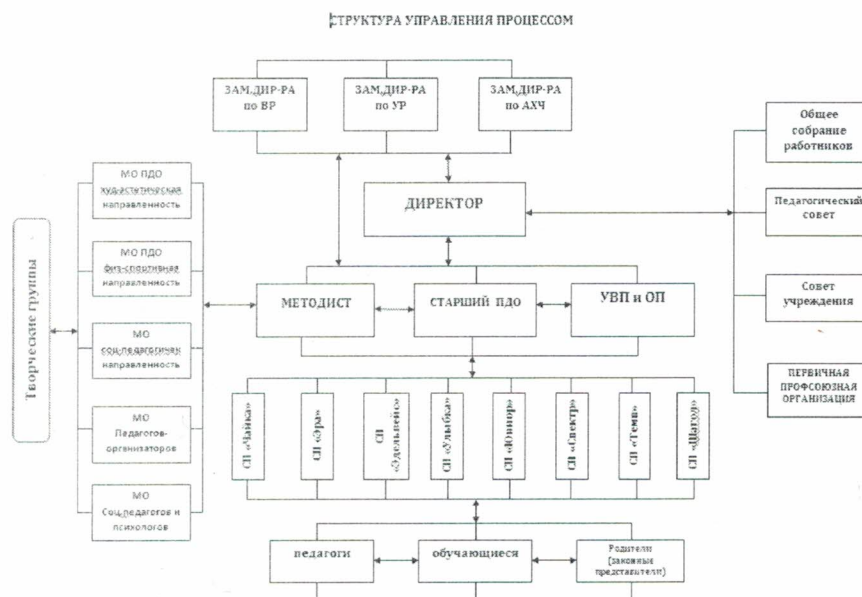 СТРУКТУРА УПРАВЛЕНИЯ ПРОЦЕССОМ
ЗАМ.ДИР-РА
по ВР
ЗАМ.ДИР-РА
по УР
ЗАМ.ДИР-РА
по АХЧ
Общее
собрание
работников
МО ПДО
худ-эстетическая
направленность
ДИРЕКТОР
Педагогический
совет
Творческие группы
МО ПДО
физ-спортивная
направленность
МЕТОДИСТ
СТАРШИЙ ПДО
УВП и ОП
Совет
учреждения
МО
соц-педагогичен
направленность
ПЕРВИЧНАЯ
ПРОФСОЮЗНАЯ
ОРГАНИЗАЦИЯ
МО
Педагогов-
организаторов
СП «Чайка»
СП «Эра»
СП
«Эдельвейс»
СП «Улыбка»
СП «Юниор»
СП «Спектр»
СП «Темп»
СП «Шагол»
МО
Соц.педагогов и
психологов
педагоги
обучающиеся
Родители
(законные
представители)